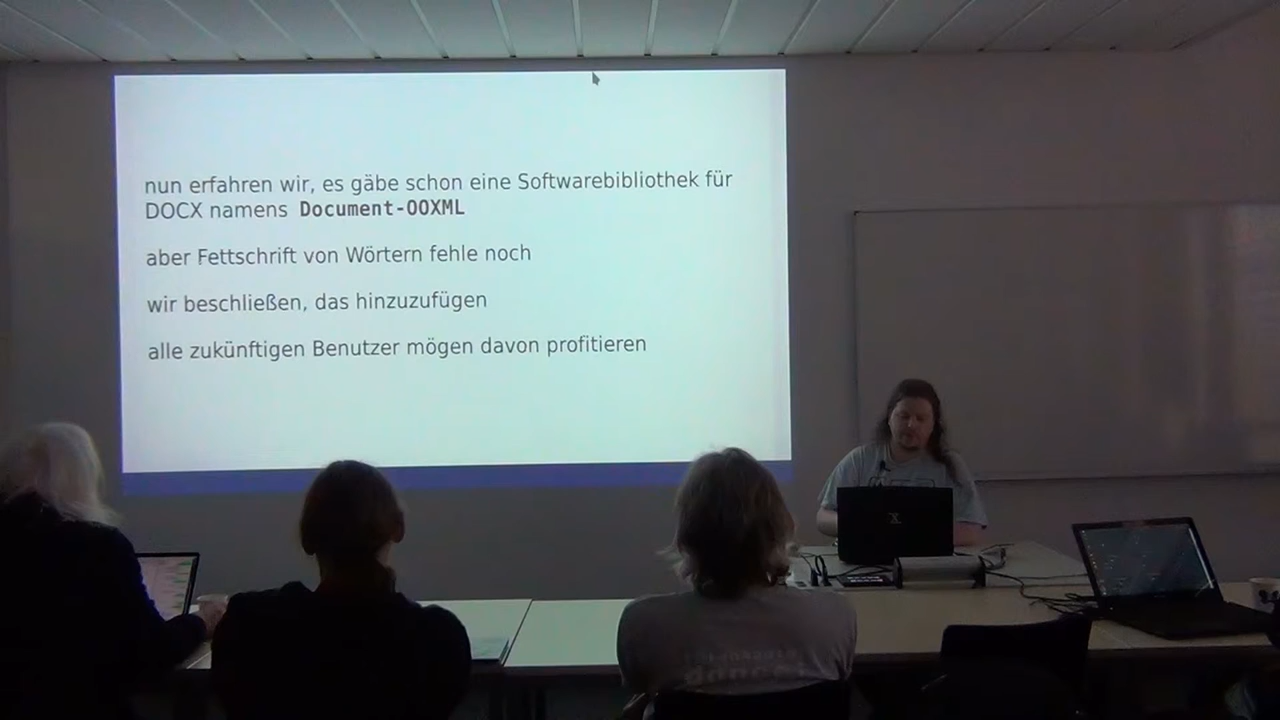 nun erfahren wir, es gäbe schon eine Softwarebibliothek für
DOCX namens Document-OOXML
aber Fettschrift von Wörtern fehle noch
wir beschließen, das hinzuzufügen
alle zukünftigen Benutzer mögen davon profitieren